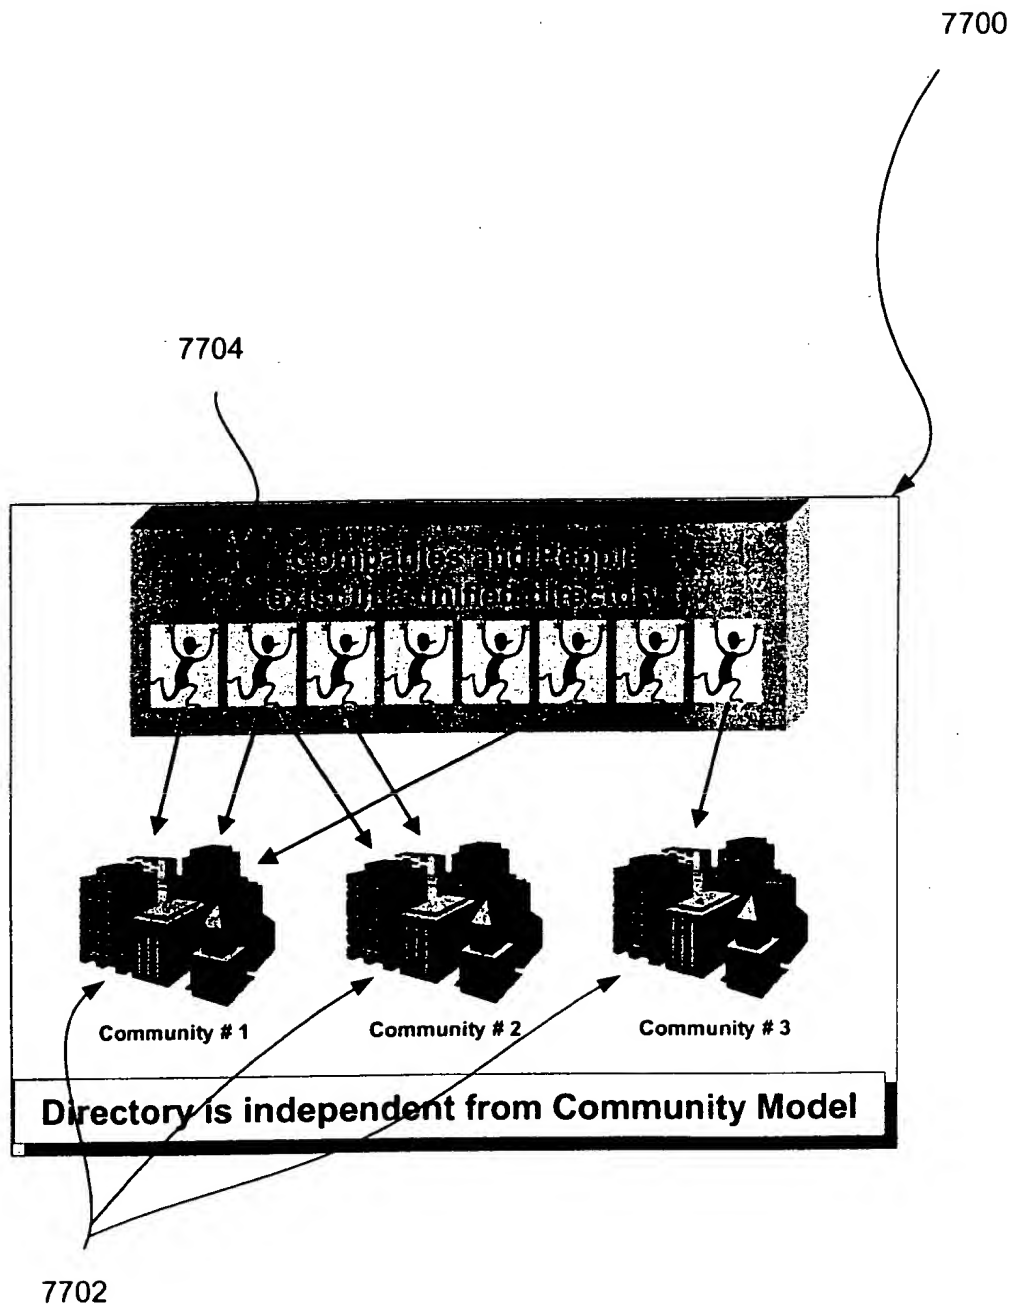 7700
7704
Companies and People
exist in a unified directory
Community # 1
Community # 2
Community # 3
Directory is independent from Community Model
7702